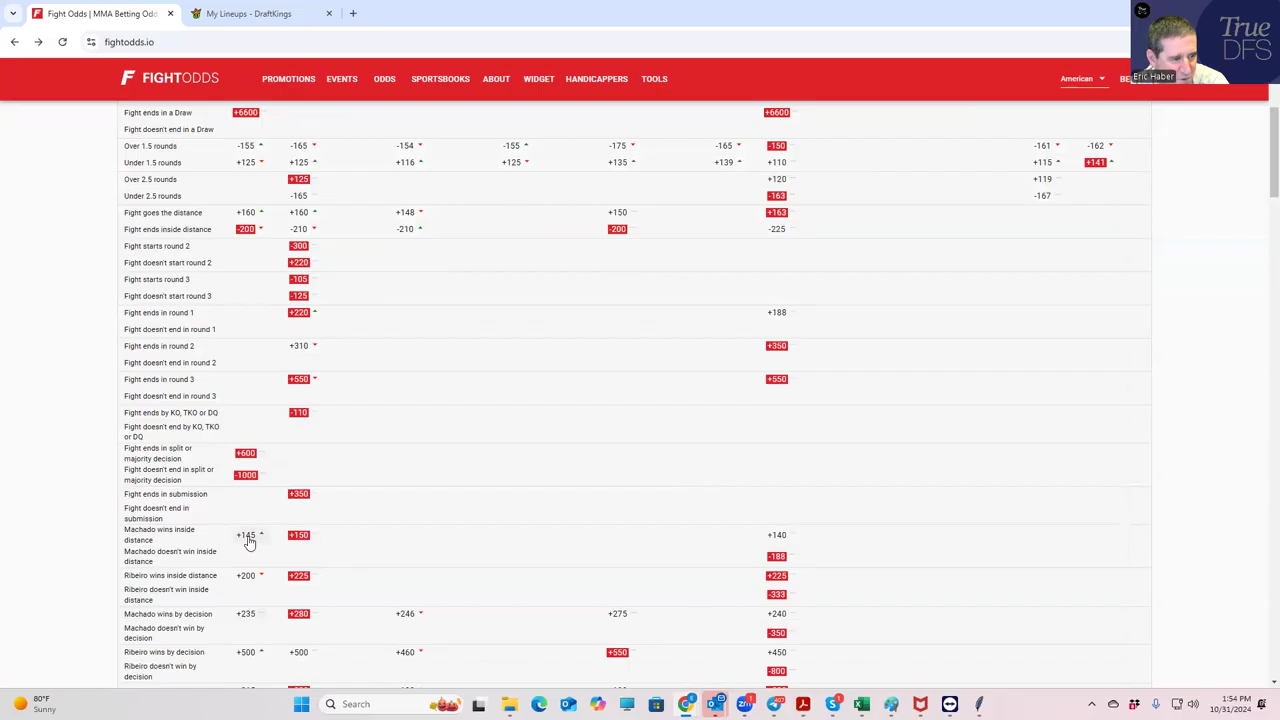 Fight Odds | MMA Betting Odd
My Lineups - DraftKings
fightodds.io
True
DFS
Eric Haber
FIGHTODDS
PROMOTIONS EVENTS ODDS SPORTSBOOKS ABOUT WIDGET HANDICAPPERS TOOLS American BE
Fight ends in a Draw +6600 +6600
Fight doesn't end in a Draw
Over 1.5 rounds -155 -165 -154 -155 -175 -165 -150 -161 -162
Under 1.5 rounds +125 +125 +116 +125 +135 +139 +110 +115 +141
Over 2.5 rounds +125 +120 +119
Under 2.5 rounds -165 -163 -167
Fight goes the distance +160 +160 +148 +150 +163
Fight ends inside distance -200 -210 -210 -200 -225
Fight starts round 2 -300
Fight doesn't start round 2 +220
Fight starts round 3 -105
Fight doesn't start round 3 -125
Fight ends in round 1 +220 +188
Fight doesn't end in round 1
Fight ends in round 2 +310 +350
Fight doesn't end in round 2
Fight ends in round 3 +550 +550
Fight doesn't end in round 3
Fight ends by KO, TKO or DQ -110
Fight doesn't end by KO, TKO
or DQ
Fight ends in split or
majority decision +600
Fight doesn't end in split or
majority decision -1000
Fight ends in submission +350
Fight doesn't end in
submission
Machado wins inside
distance +145 +150 +140
Machado doesn't win inside
distance -188
Ribeiro wins inside distance +200 +225 +225
Ribeiro doesn't win inside
distance -333
Machado wins by decision +235 +280 +246 +275 +240
Machado doesn't win by
decision -350
Ribeiro wins by decision +500 +500 +460 +550 +450
Ribeiro doesn't win by
decision -800
80°F
Sunny
Search
1:54 PM
10/31/2024